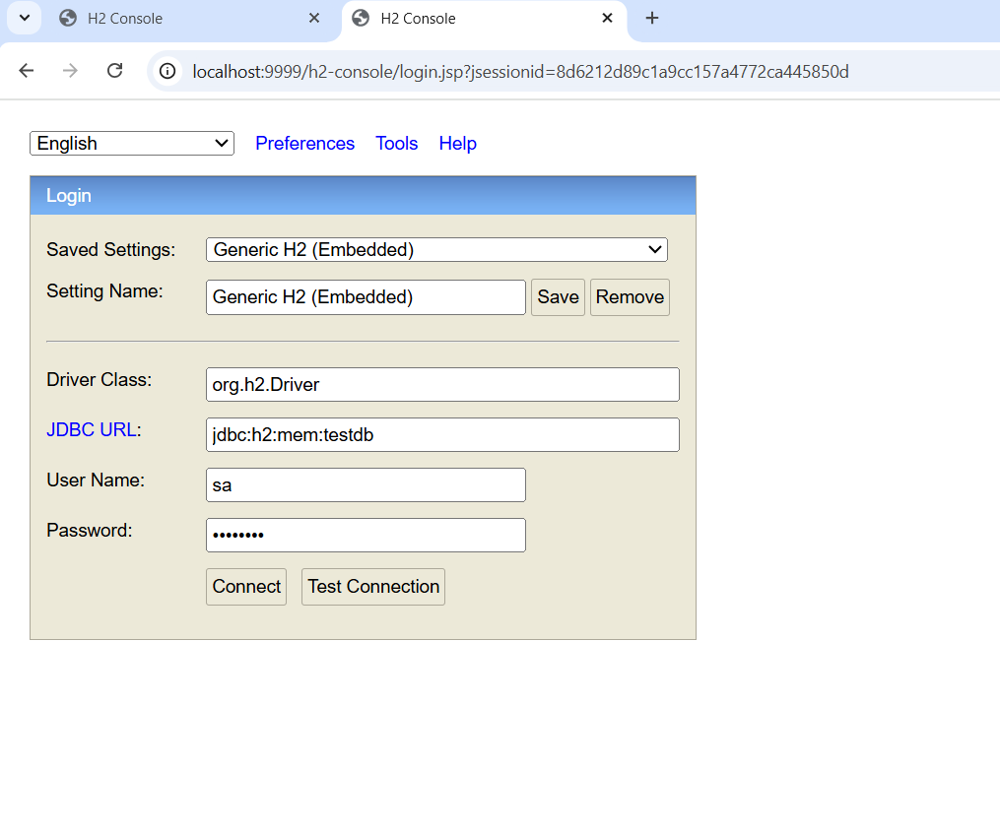 H2 Console
H2 Console
localhost:9999/h2-console/login.jsp?jsessionid=8d6212d89c1a9cc157a4772ca445850d
English Preferences Tools Help
Login
Saved Settings: Generic H2 (Embedded)
Setting Name: Generic H2 (Embedded) Save Remove
Driver Class: org.h2.Driver
JDBC URL: jdbc:h2:mem:testdb
User Name: sa
Password: ••••••••
Connect Test Connection